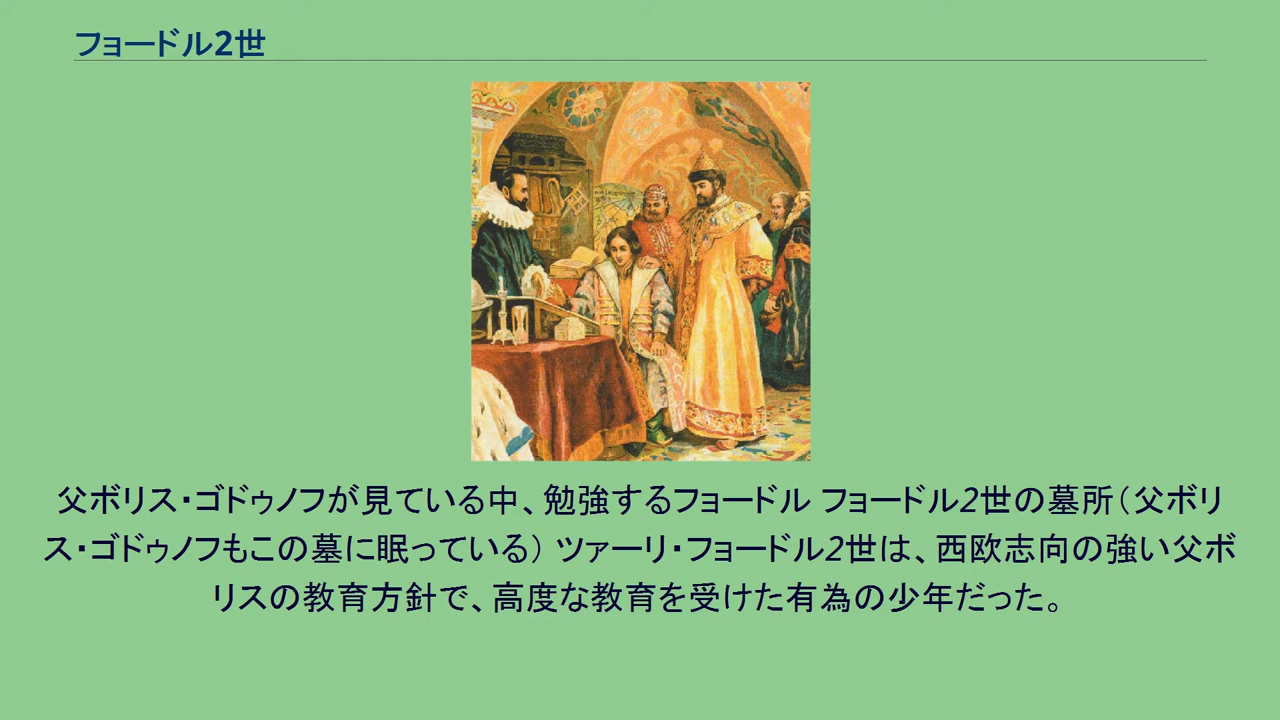 フョードル2世
父ボリス・ゴドゥノフが見ている中、勉強するフョードル フョードル2世の墓所（父ボリ
ス・ゴドゥノフもこの墓に眠っている） ツァーリ・フョードル2世は、西欧志向の強い父ボ
リスの教育方針で、高度な教育を受けた有為の少年だった。